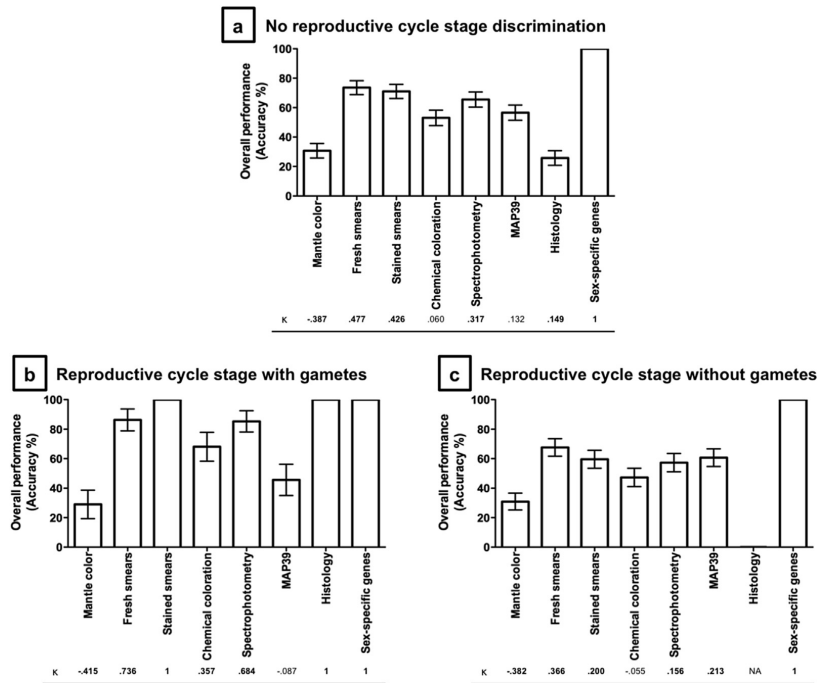 a No reproductive cycle stage discrimination
Overall performance
(Accuracy %)
100
80
60
40
20
0
Mantle color
Fresh smears
Stained smears
Chemical coloration
Spectrophotometry
MAP39
Histology
Sex-specific genes
K -.387 .477 .426 .060 .317 .132 .149 1
b Reproductive cycle stage with gametes
Overall performance
(Accuracy %)
100
80
60
40
20
0
Mantle color
Fresh smears
Stained smears
Chemical coloration
Spectrophotometry
MAP39
Histology
Sex-specific genes
K -.415 .736 1 .357 .684 -.087 1 1
c Reproductive cycle stage without gametes
Overall performance
(Accuracy %)
100
80
60
40
20
0
Mantle color
Fresh smears
Stained smears
Chemical coloration
Spectrophotometry
MAP39
Histology
Sex-specific genes
K -.382 .366 .200 -.055 .156 .213 NA 1